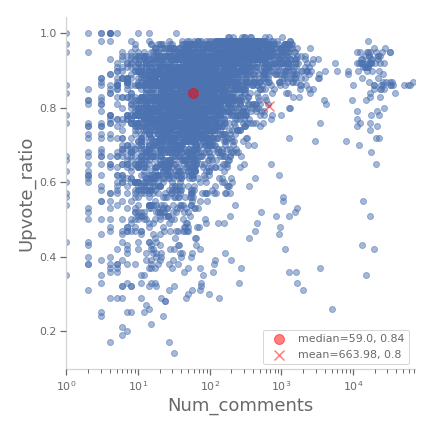 1.0
0.8
0.6
0.4
0.2
Upvote_ratio
10⁰
10¹
10²
10³
10⁴
Num_comments
median=59.0, 0.84
mean=663.98, 0.8